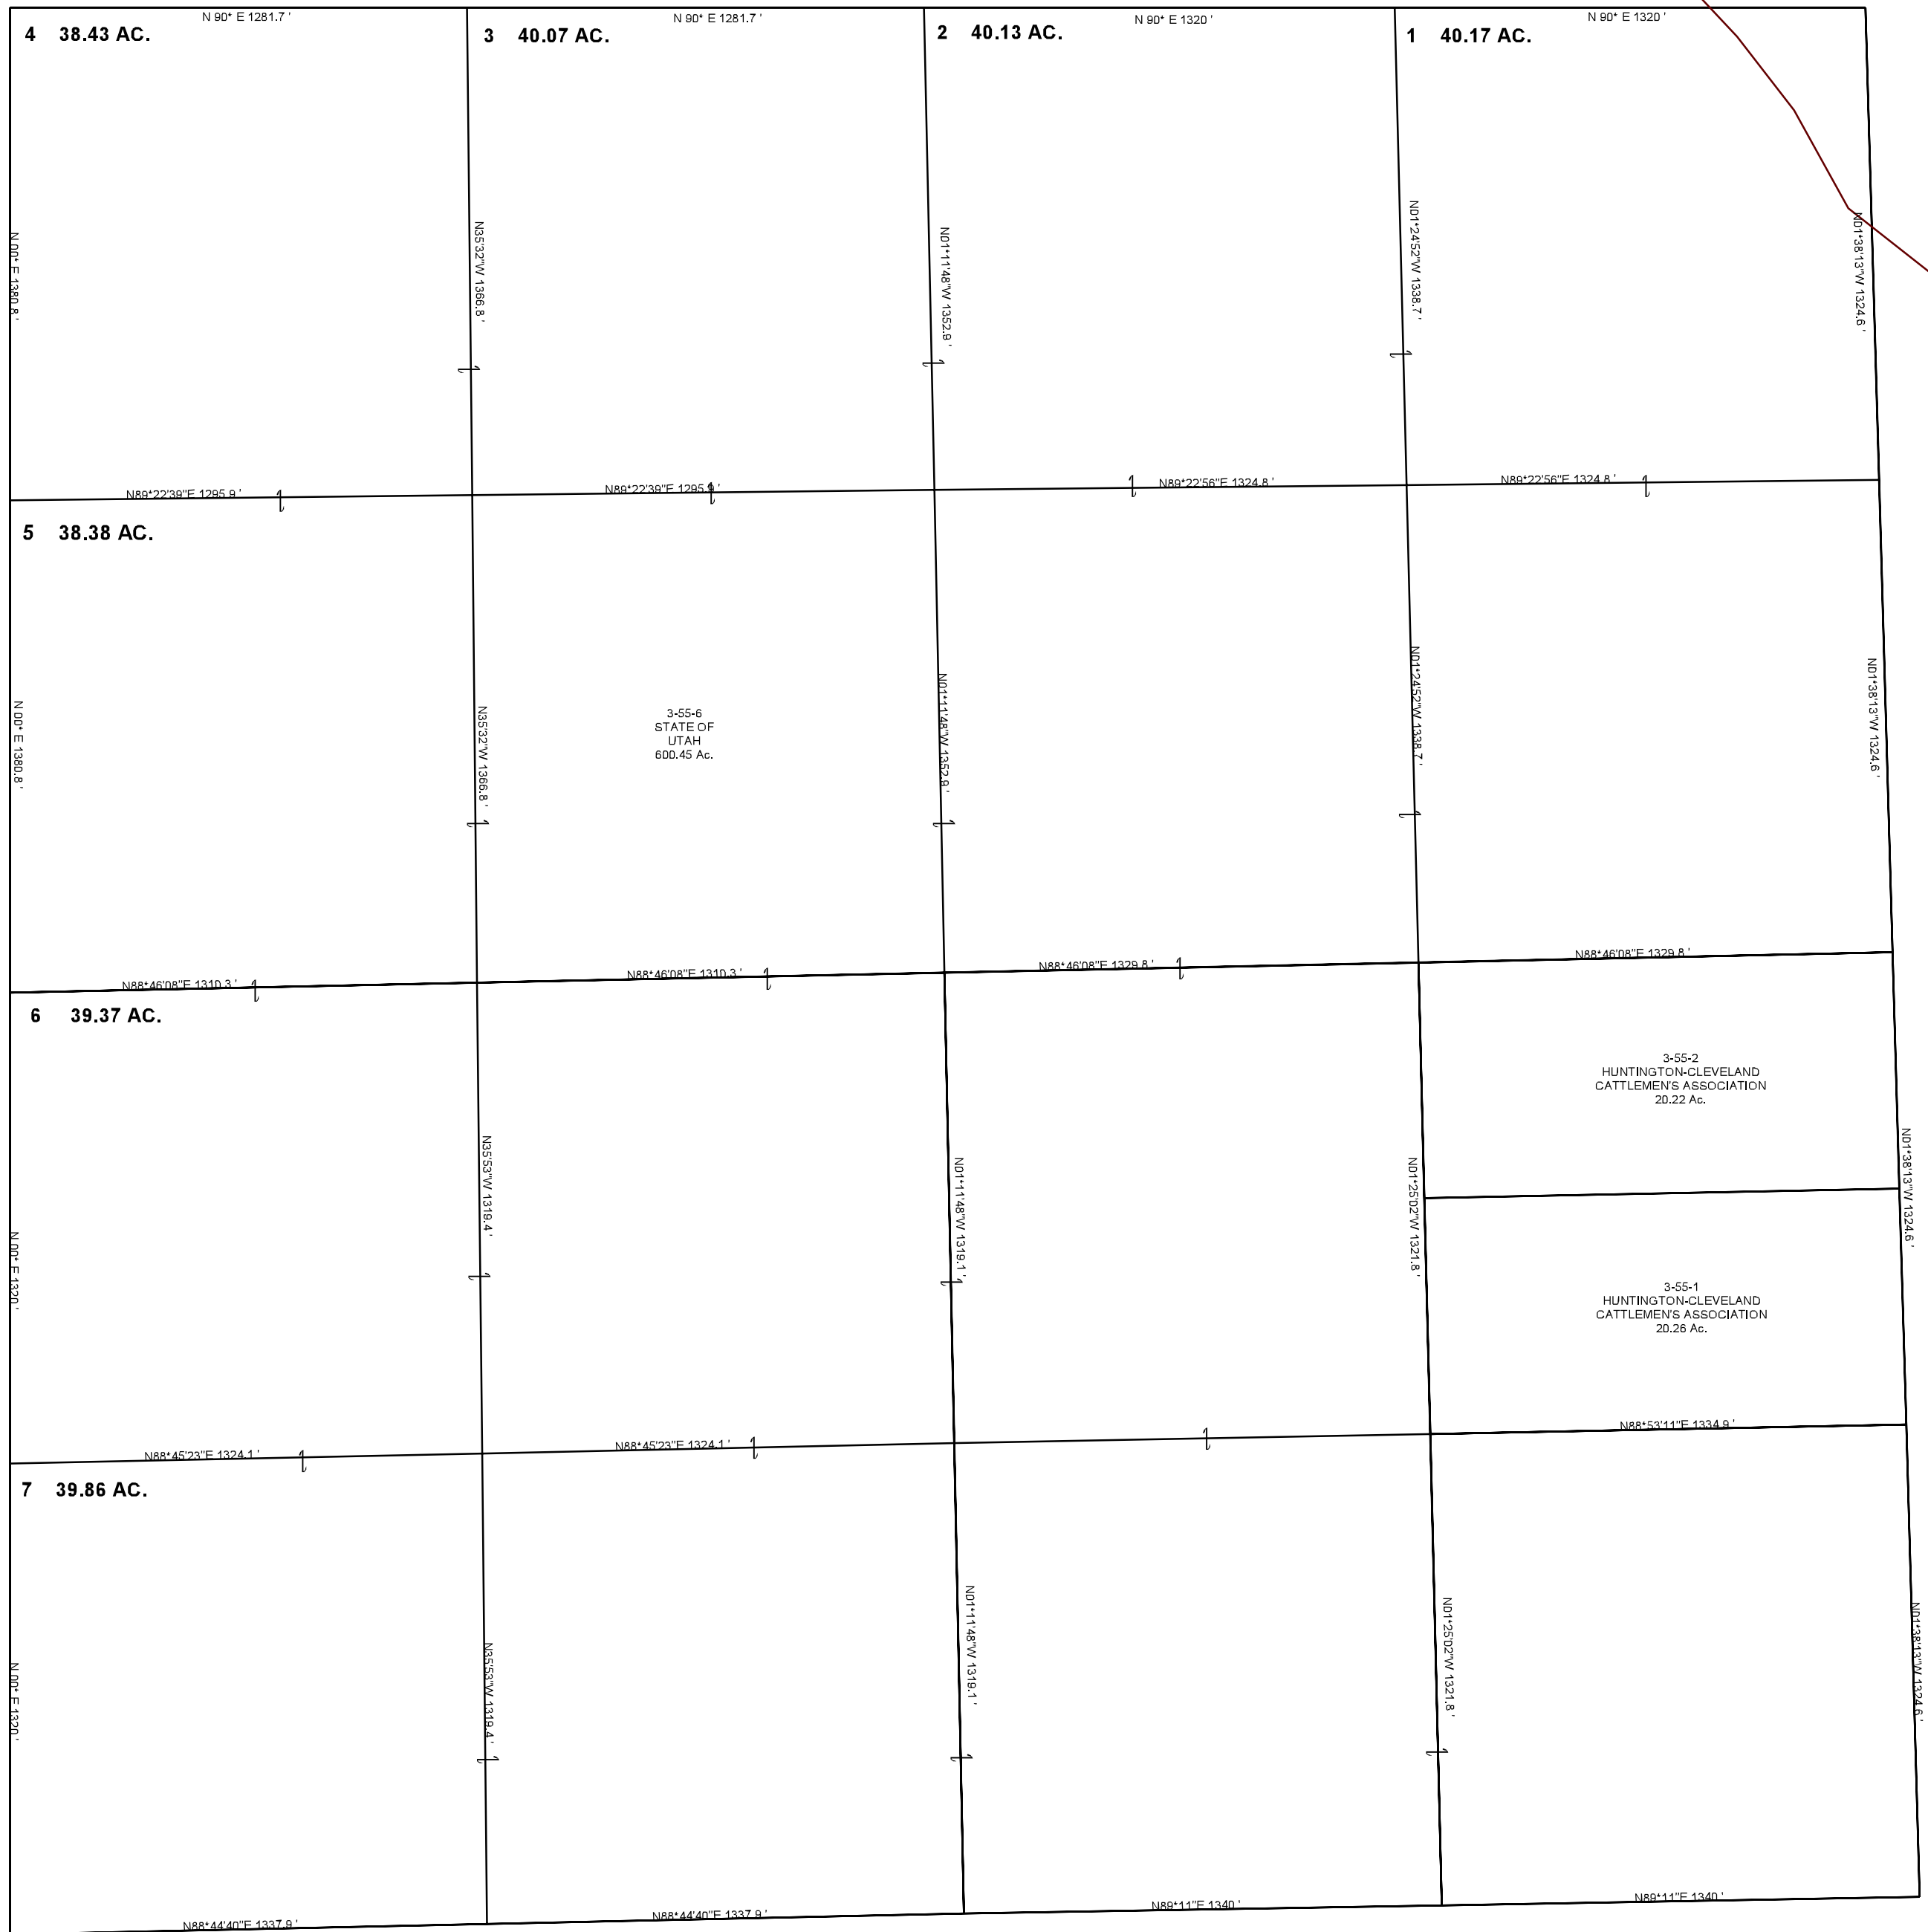 N 90* E 1281.7 '
N 90* E 1281.7 '
N 90* E 1320 '
N 90* E 1320 '
4 38.43 AC.
3 40.07 AC.
2 40.13 AC.
1 40.17 AC.
N 00* E 1380.8 '
N35'32"W 1366.8 '
N01*11'48"W 1352.9 '
N01*24'52"W 1338.7 '
N01*38'13"W 1324.6 '
N89*22'39"E 1295.9 '
N89*22'39"E 1295.9 '
N89*22'56"E 1324.8 '
N89*22'56"E 1324.8 '
5 38.38 AC.
N 00* E 1380.8 '
N35'32"W 1366.8 '
3-55-6
STATE OF
UTAH
600.45 Ac.
N01*11'48"W 1352.9 '
N01*24'52"W 1338.7 '
N01*38'13"W 1324.6 '
N88*46'08"E 1310.3 '
N88*46'08"E 1310.3 '
N88*46'08"E 1329.8 '
N88*46'08"E 1329.8 '
6 39.37 AC.
3-55-2
HUNTINGTON-CLEVELAND
CATTLEMEN'S ASSOCIATION
20.22 Ac.
N 00* E 1320 '
N35'53"W 1319.4 '
N01*11'48"W 1319.1 '
N01*25'02"W 1321.8 '
N01*38'13"W 1324.6 '
3-55-1
HUNTINGTON-CLEVELAND
CATTLEMEN'S ASSOCIATION
20.26 Ac.
N88*45'23"E 1324.1 '
N88*45'23"E 1324.1 '
N88*53'11"E 1334.9 '
7 39.86 AC.
N 00* E 1320 '
N35'53"W 1319.4 '
N01*11'48"W 1319.1 '
N01*25'02"W 1321.8 '
N01*38'13"W 1324.6 '
N88*44'40"E 1337.9 '
N88*44'40"E 1337.9 '
N89*11"E 1340 '
N89*11"E 1340 '